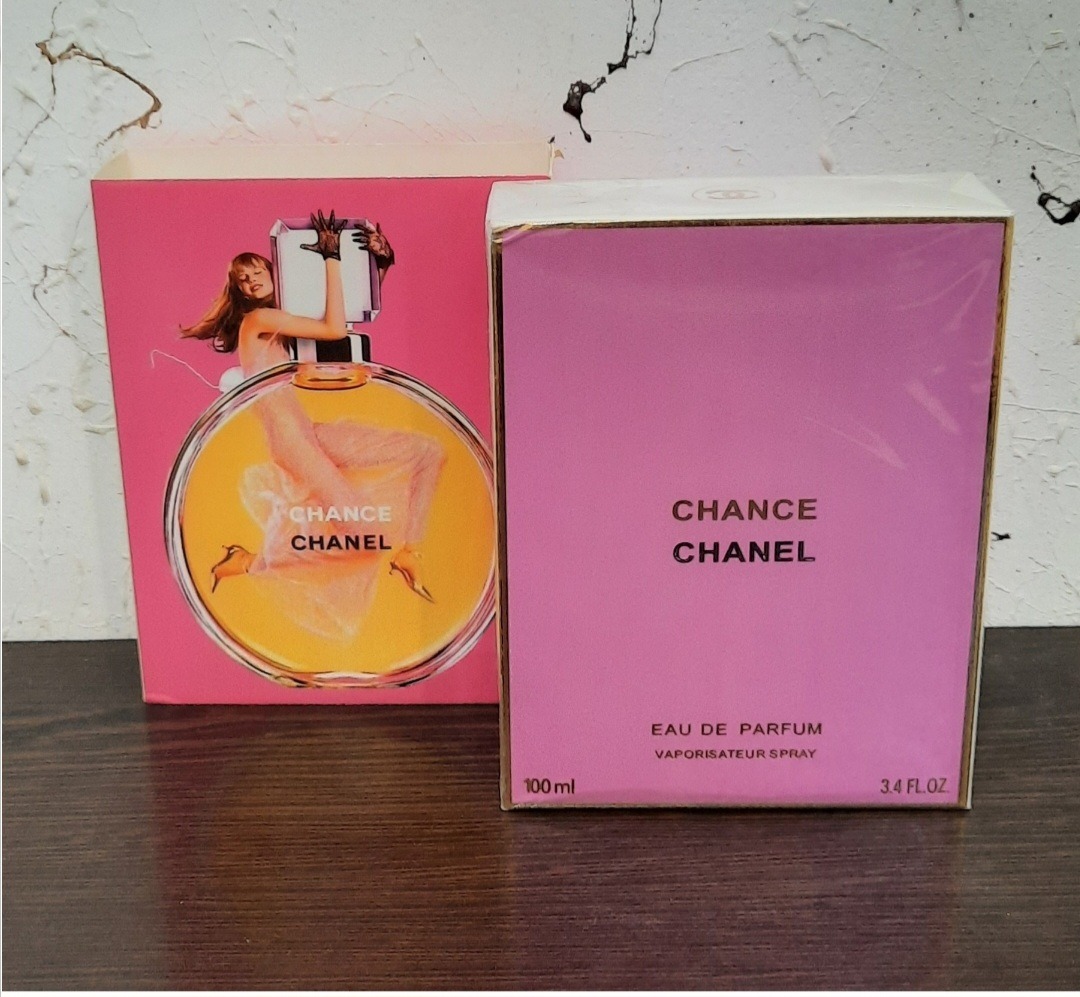 CHANCE
CHANEL
CHANCE
CHANEL
EAU DE PARFUM
VAPORISATEUR SPRAY
100 ml
3.4 FL.OZ.